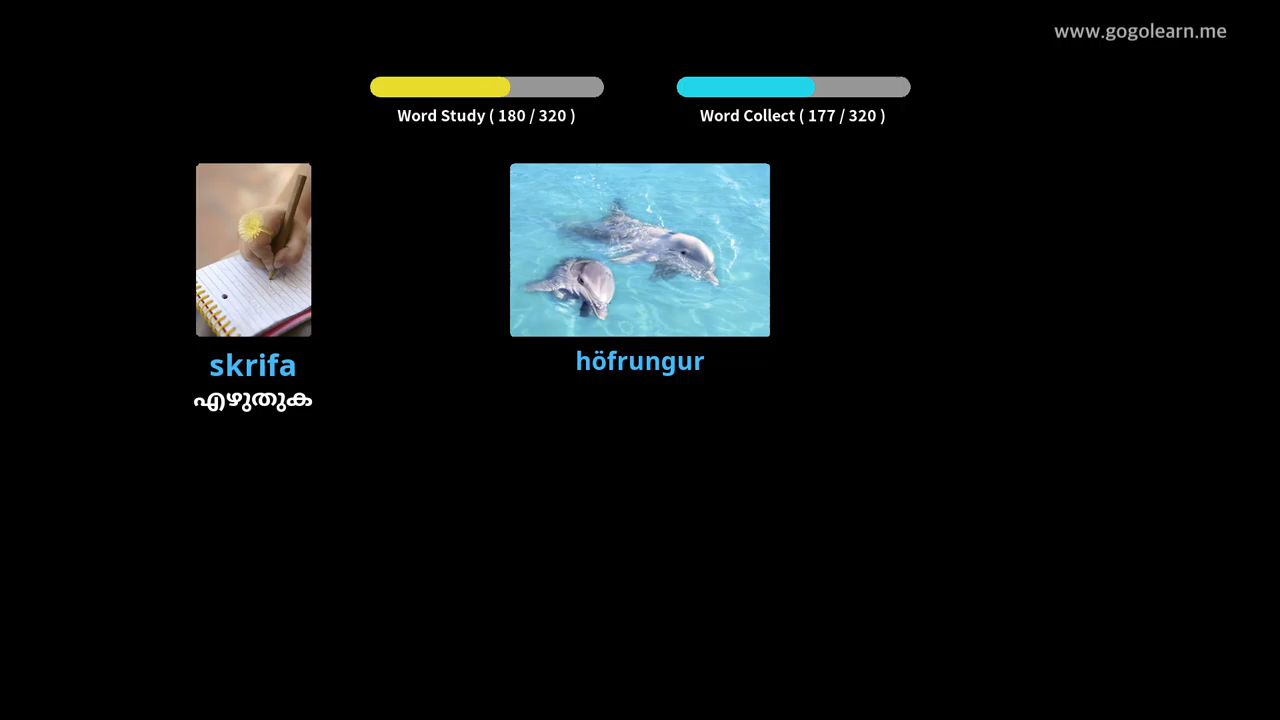 www.gogolearn.me
Word Study ( 180 / 320 )
Word Collect ( 177 / 320 )
skrifa
എഴുതുക
höfrungur